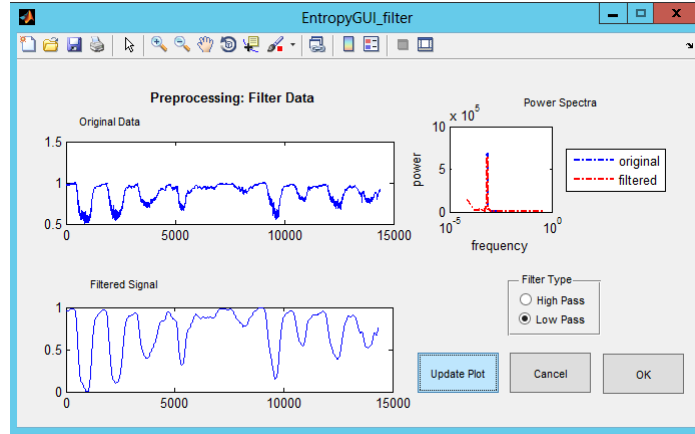 EntropyGUI_filter
Preprocessing: Filter Data
Original Data
1.5
1
0.5
0 5000 10000 15000
Power Spectra
x 10^5
10
5
0
power
10^-5 10^0
frequency
original
filtered
Filtered Signal
1
0.5
0
0 5000 10000 15000
Filter Type
High Pass
Low Pass
Update Plot Cancel OK